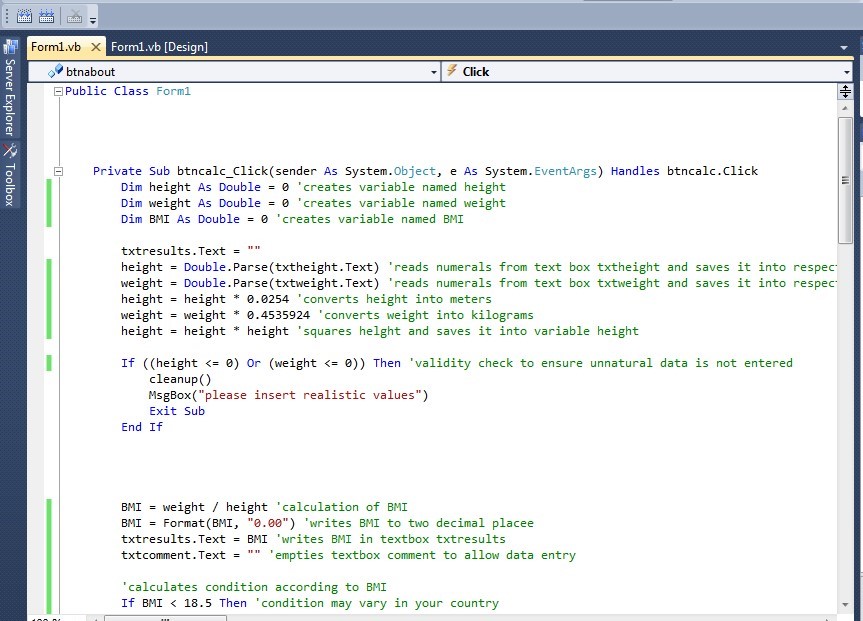 Form1.vb
Form1.vb [Design]
Server Explorer
Toolbox
btnabout
Click
Public Class Form1
Private Sub btncalc_Click(sender As System.Object, e As System.EventArgs) Handles btncalc.Click
Dim height As Double = 0 'creates variable named height
Dim weight As Double = 0 'creates variable named weight
Dim BMI As Double = 0 'creates variable named BMI
txtresults.Text = ""
height = Double.Parse(txtheight.Text) 'reads numerals from text box txtheight and saves it into respec
weight = Double.Parse(txtweight.Text) 'reads numerals from text box txtweight and saves it into respec
height = height * 0.0254 'converts height into meters
weight = weight * 0.4535924 'converts weight into kilograms
height = height * height 'squares helght and saves it into variable height
If ((height <= 0) Or (weight <= 0)) Then 'validity check to ensure unnatural data is not entered
cleanup()
MsgBox("please insert realistic values")
Exit Sub
End If
BMI = weight / height 'calculation of BMI
BMI = Format(BMI, "0.00") 'writes BMI to two decimal placee
txtresults.Text = BMI 'writes BMI in textbox txtresults
txtcomment.Text = "" 'empties textbox comment to allow data entry
'calculates condition according to BMI
If BMI < 18.5 Then 'condition may vary in your country